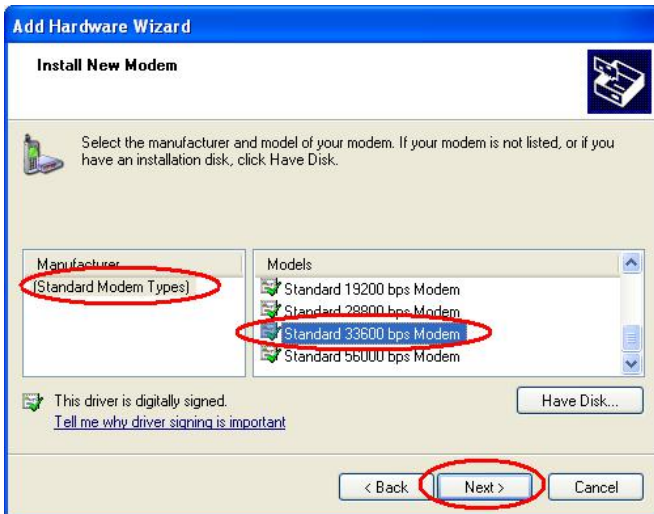 Add Hardware Wizard
Install New Modem
Select the manufacturer and model of your modem. If your modem is not listed, or if you
have an installation disk, click Have Disk.
Manufacturer
(Standard Modem Types)
Models
Standard 19200 bps Modem
Standard 28800 bps Modem
Standard 33600 bps Modem
Standard 56000 bps Modem
This driver is digitally signed.
Tell me why driver signing is important
Have Disk...
< Back
Next >
Cancel